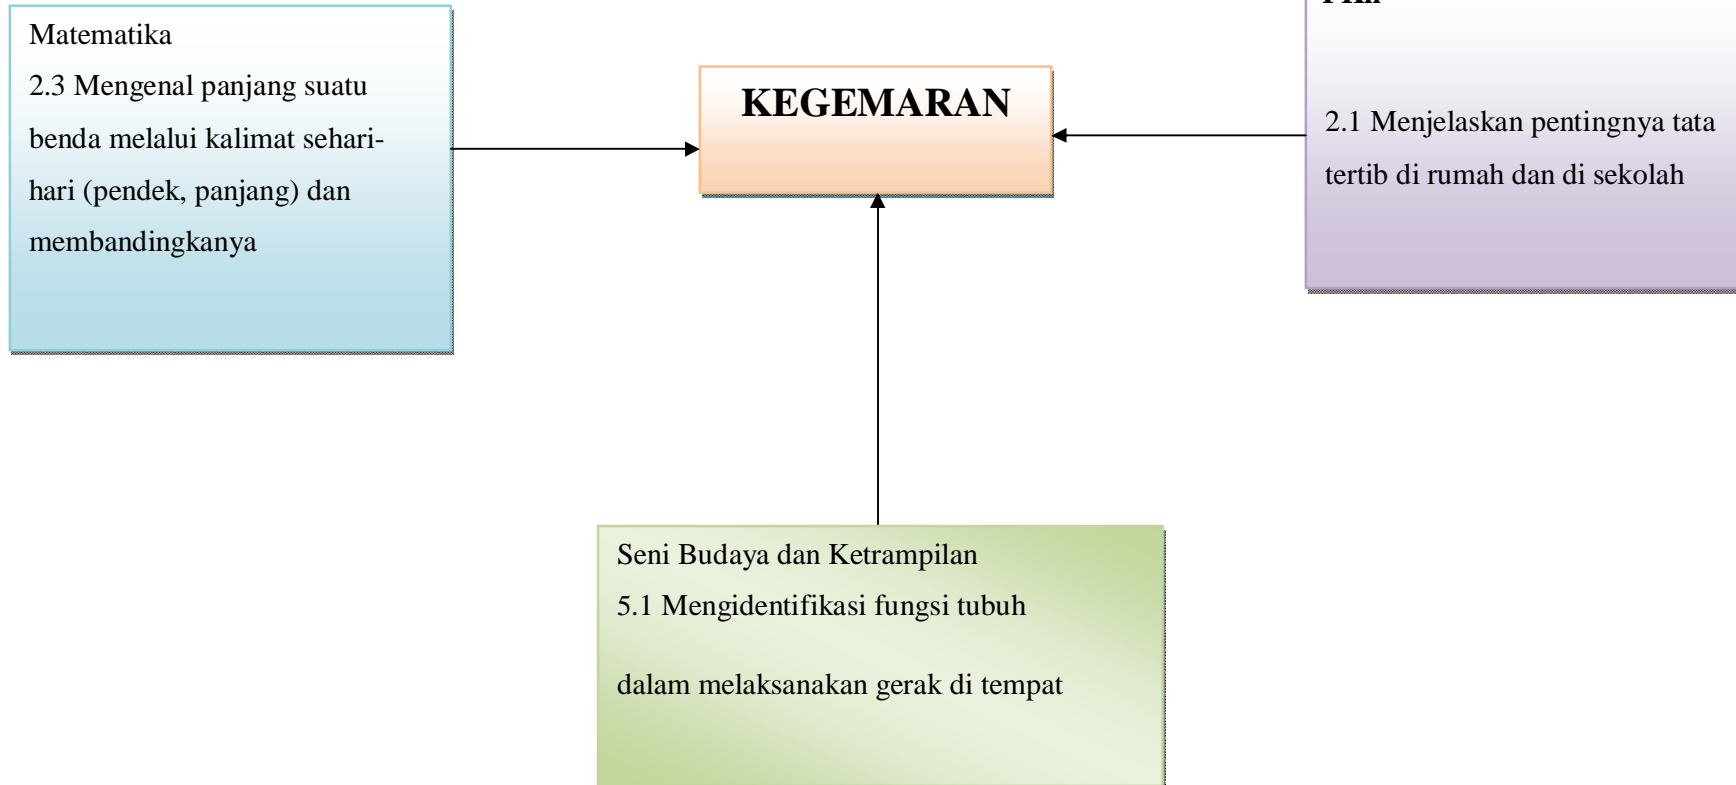 Matematika
2.3 Mengenal panjang suatu
benda melalui kalimat sehari-
hari (pendek, panjang) dan
membandingkanya
KEGEMARAN
PKn
2.1 Menjelaskan pentingnya tata
tertib di rumah dan di sekolah
Seni Budaya dan Ketrampilan
5.1 Mengidentifikasi fungsi tubuh
dalam melaksanakan gerak di tempat